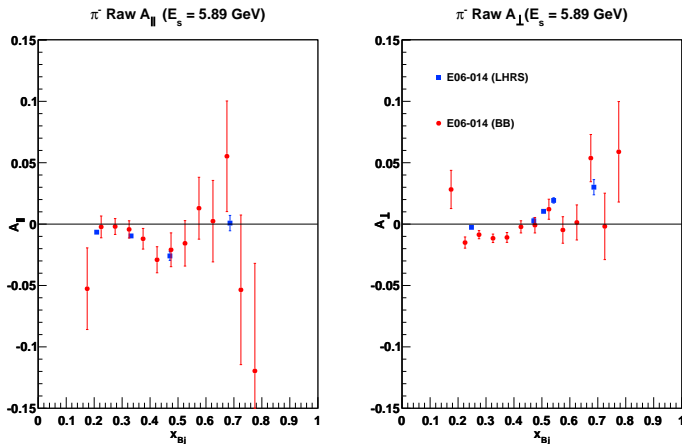 π⁻ Raw A∥ (E_s = 5.89 GeV)
A∥
0.15
0.1
0.05
0
-0.05
-0.1
-0.15
0 0.1 0.2 0.3 0.4 0.5 0.6 0.7 0.8 0.9 1
x_Bj
π⁻ Raw A⊥(E_s = 5.89 GeV)
E06-014 (LHRS)
E06-014 (BB)
A⊥
0.15
0.1
0.05
0
-0.05
-0.1
-0.15
0 0.1 0.2 0.3 0.4 0.5 0.6 0.7 0.8 0.9 1
x_Bj